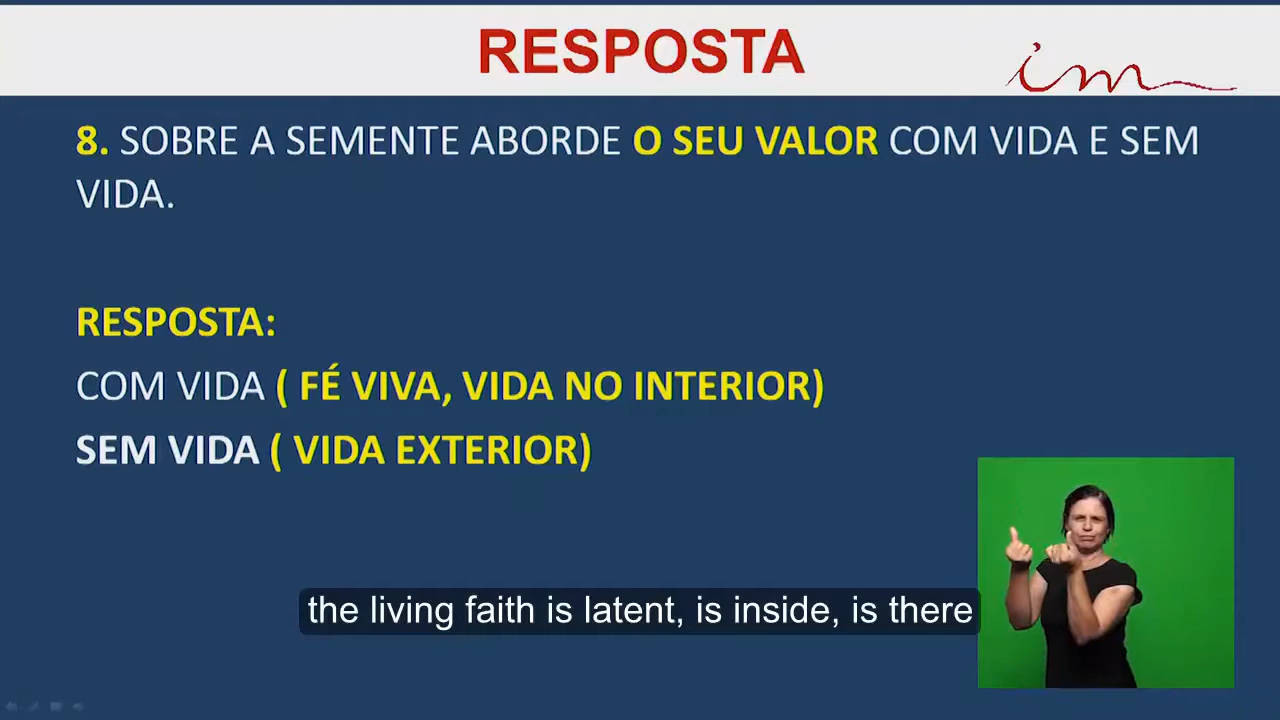 RESPOSTA
im
8. SOBRE A SEMENTE ABORDE O SEU VALOR COM VIDA E SEM
VIDA.
RESPOSTA:
COM VIDA ( FÉ VIVA, VIDA NO INTERIOR)
SEM VIDA ( VIDA EXTERIOR)
the living faith is latent, is inside, is there